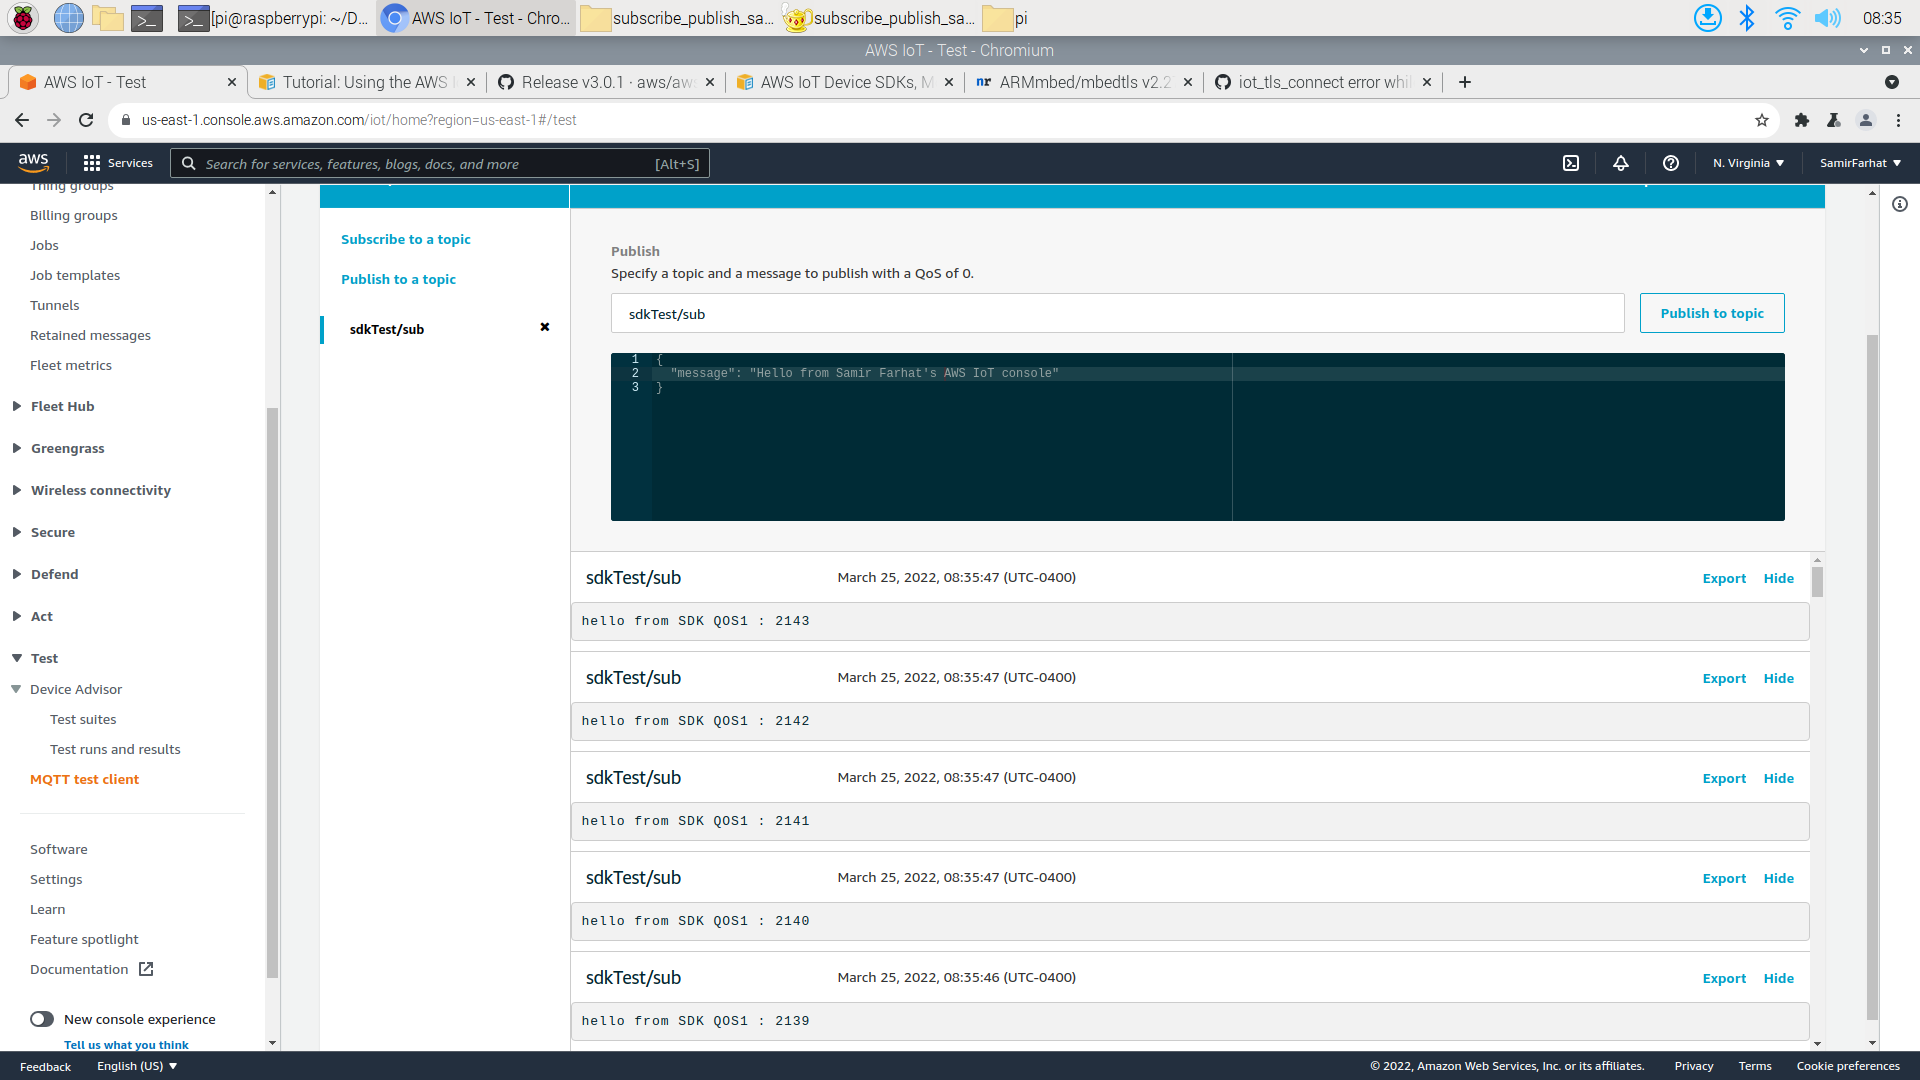 [pi@raspberrypi: ~/D...
AWS IoT - Test - Chro...
subscribe_publish_sa...
subscribe_publish_sa...
pi
08:35
AWS IoT - Test - Chromium
AWS IoT - Test
Tutorial: Using the AWS I
Release v3.0.1 · aws/aws
AWS IoT Device SDKs, M
nr
ARMmbed/mbedtls v2.2
iot_tls_connect error whil
us-east-1.console.aws.amazon.com/iot/home?region=us-east-1#/test
aws
Services
Search for services, features, blogs, docs, and more
[Alt+S]
N. Virginia
SamirFarhat
Thing groups
Billing groups
Jobs
Job templates
Tunnels
Retained messages
Fleet metrics
Fleet Hub
Greengrass
Wireless connectivity
Secure
Defend
Act
Test
Device Advisor
Test suites
Test runs and results
MQTT test client
Software
Settings
Learn
Feature spotlight
Documentation
New console experience
Tell us what you think
Subscribe to a topic
Publish to a topic
sdkTest/sub
Publish
Specify a topic and a message to publish with a QoS of 0.
sdkTest/sub
Publish to topic
1 {
2 "message": "Hello from Samir Farhat's AWS IoT console"
3 }
sdkTest/sub March 25, 2022, 08:35:47 (UTC-0400) Export Hide
hello from SDK QOS1 : 2143
sdkTest/sub March 25, 2022, 08:35:47 (UTC-0400) Export Hide
hello from SDK QOS1 : 2142
sdkTest/sub March 25, 2022, 08:35:47 (UTC-0400) Export Hide
hello from SDK QOS1 : 2141
sdkTest/sub March 25, 2022, 08:35:47 (UTC-0400) Export Hide
hello from SDK QOS1 : 2140
sdkTest/sub March 25, 2022, 08:35:46 (UTC-0400) Export Hide
hello from SDK QOS1 : 2139
Feedback
English (US)
© 2022, Amazon Web Services, Inc. or its affiliates.
Privacy
Terms
Cookie preferences